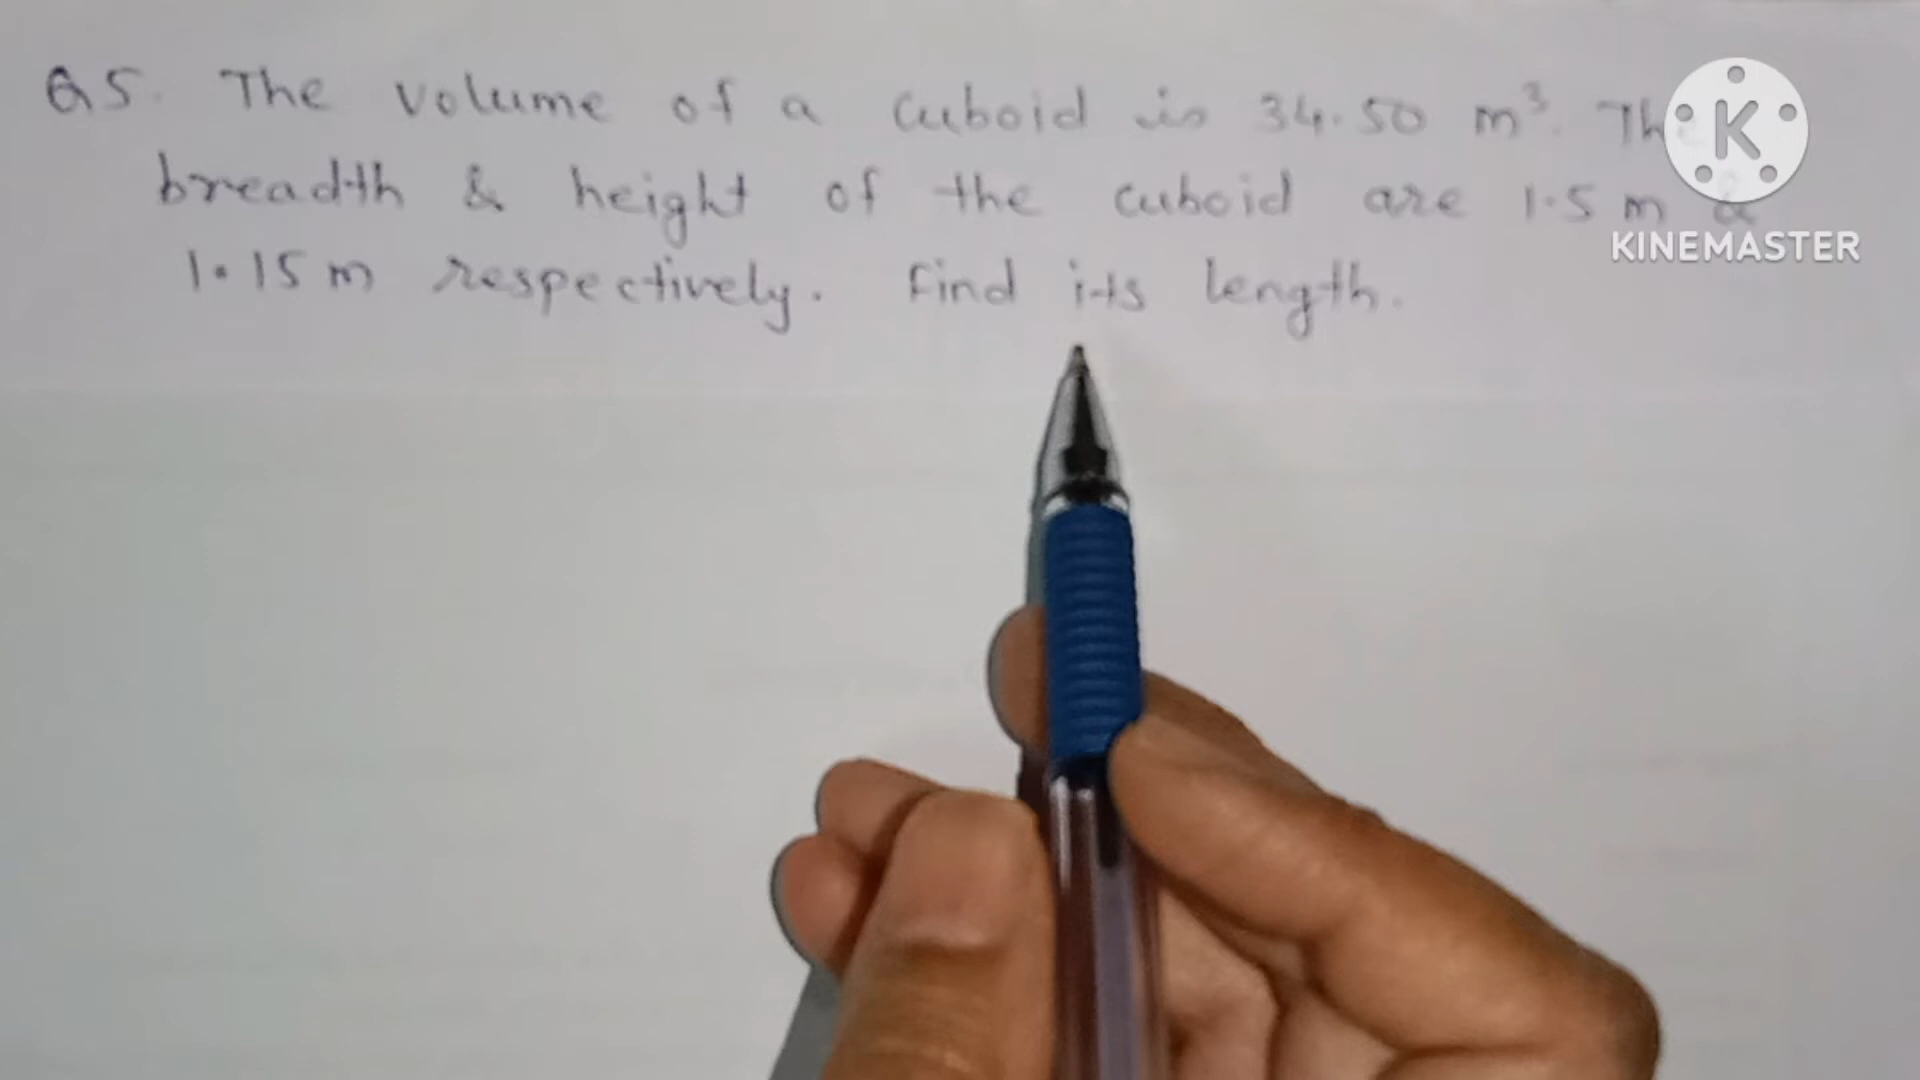 Q5. The volume of a cuboid is 34.50 m³. The
breadth & height of the cuboid are 1.5 m &
1.15 m respectively. Find its length.
K
KINEMASTER